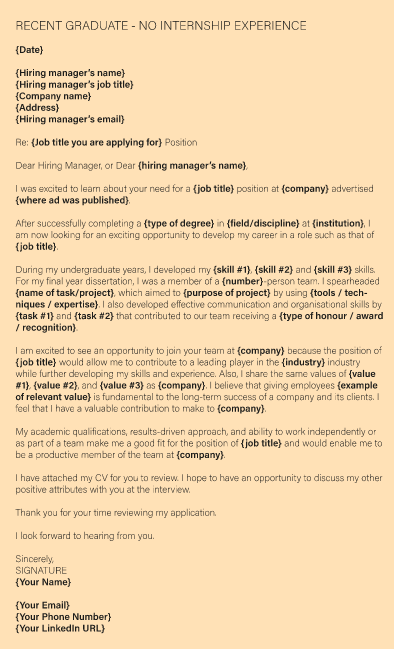 RECENT GRADUATE - NO INTERNSHIP EXPERIENCE
{Date}
{Hiring manager's name}
{Hiring manager's job title}
{Company name}
{Address}
{Hiring manager's email}
Re: {Job title you are applying for} Position
Dear Hiring Manager, or Dear {hiring manager's name},
I was excited to learn about your need for a {job title} position at {company} advertised
{where ad was published}.
After successfully completing a {type of degree} in {field/discipline} at {institution}, I
am now looking for an exciting opportunity to develop my career in a role such as that of
{job title}.
During my undergraduate years, I developed my {skill #1}, {skill #2} and {skill #3} skills.
For my final year dissertation, I was a member of a {number}-person team. I spearheaded
{name of task/project}, which aimed to {purpose of project} by using {tools / tech-
niques / expertise}. I also developed effective communication and organisational skills by
{task #1} and {task #2} that contributed to our team receiving a {type of honour / award
/ recognition}.
I am excited to see an opportunity to join your team at {company} because the position of
{job title} would allow me to contribute to a leading player in the {industry} industry
while further developing my skills and experience. Also, I share the same values of {value
#1}, {value #2}, and {value #3} as {company}. I believe that giving employees {example
of relevant value} is fundamental to the long-term success of a company and its clients. I
feel that I have a valuable contribution to make to {company}.
My academic qualifications, results-driven approach, and ability to work independently or
as part of a team make me a good fit for the position of {job title} and would enable me to
be a productive member of the team at {company}.
I have attached my CV for you to review. I hope to have an opportunity to discuss my other
positive attributes with you at the interview.
Thank you for your time reviewing my application.
I look forward to hearing from you.
Sincerely,
SIGNATURE
{Your Name}
{Your Email}
{Your Phone Number}
{Your LinkedIn URL}